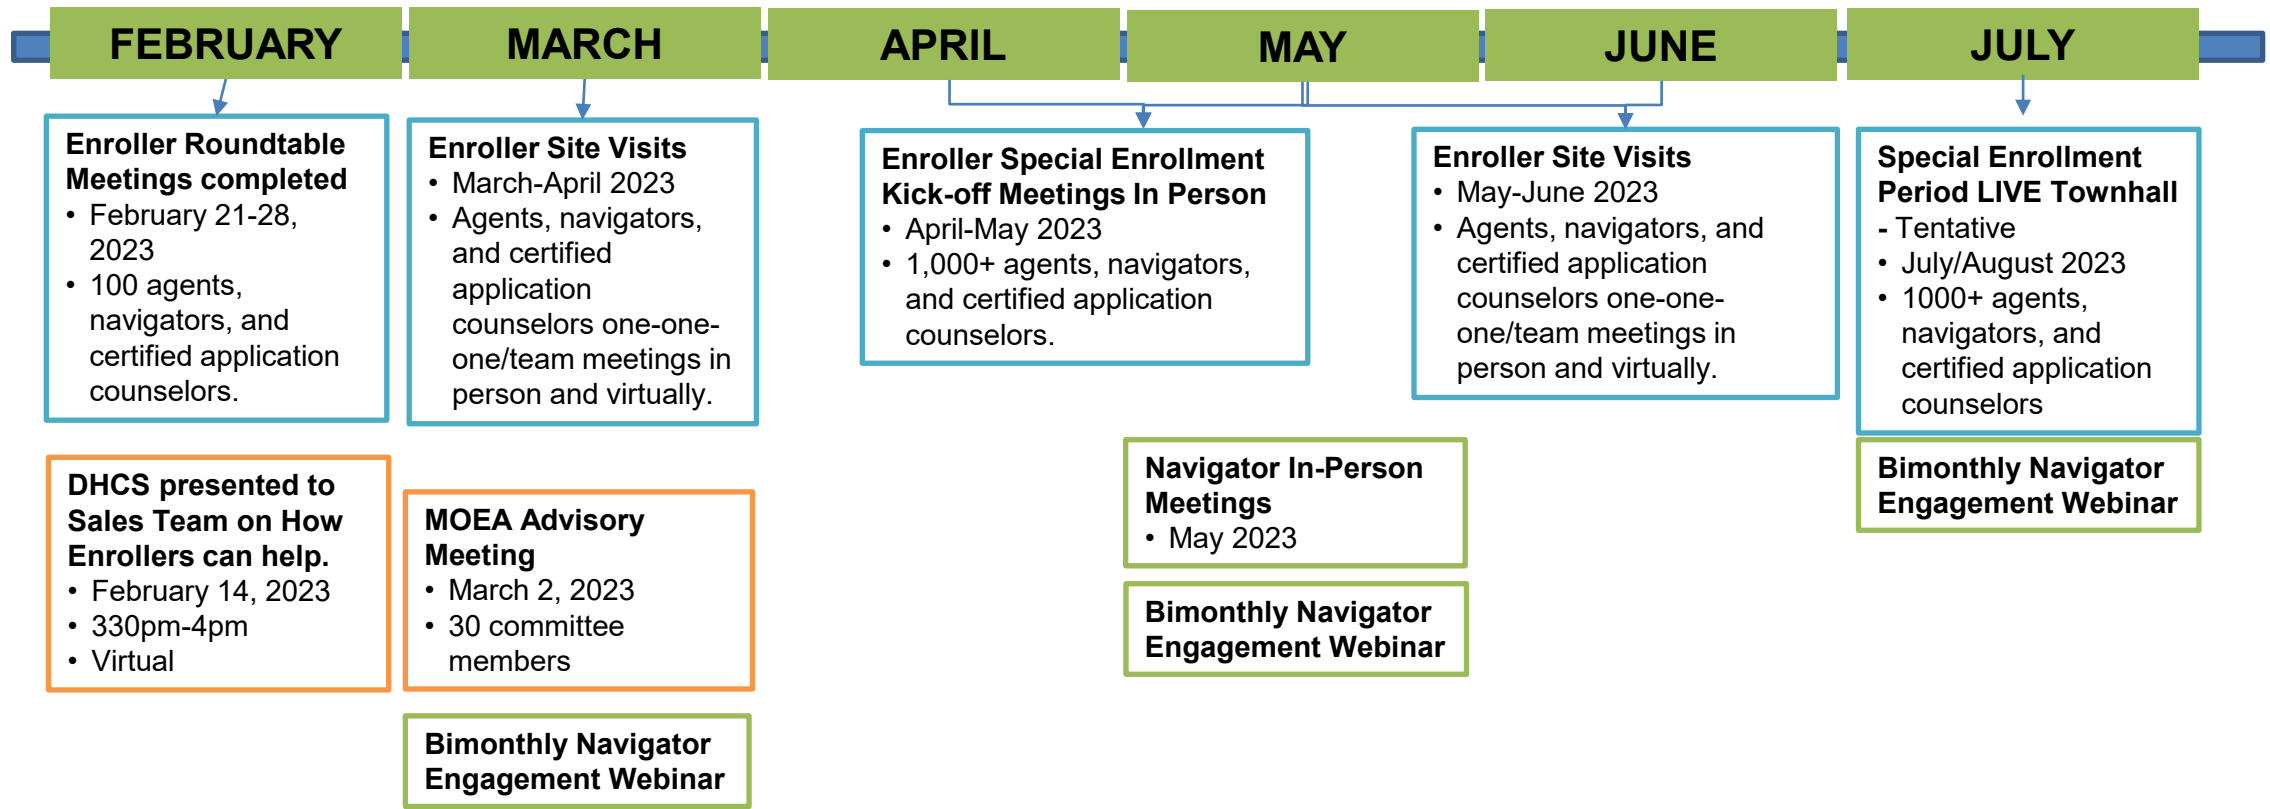 FEBRUARY
MARCH
APRIL
MAY
JUNE
JULY
Enroller Roundtable
Meetings completed
• February 21-28,
2023
• 100 agents,
navigators, and
certified application
counselors.
Enroller Site Visits
• March-April 2023
• Agents, navigators,
and certified
application
counselors one-one-
one/team meetings in
person and virtually.
Enroller Special Enrollment
Kick-off Meetings In Person
• April-May 2023
• 1,000+ agents, navigators,
and certified application
counselors.
Enroller Site Visits
• May-June 2023
• Agents, navigators, and
certified application
counselors one-one-
one/team meetings in
person and virtually.
Special Enrollment
Period LIVE Townhall
- Tentative
• July/August 2023
• 1000+ agents,
navigators, and
certified application
counselors
DHCS presented to
Sales Team on How
Enrollers can help.
• February 14, 2023
• 330pm-4pm
• Virtual
MOEA Advisory
Meeting
• March 2, 2023
• 30 committee
members
Bimonthly Navigator
Engagement Webinar
Navigator In-Person
Meetings
• May 2023
Bimonthly Navigator
Engagement Webinar
Bimonthly Navigator
Engagement Webinar